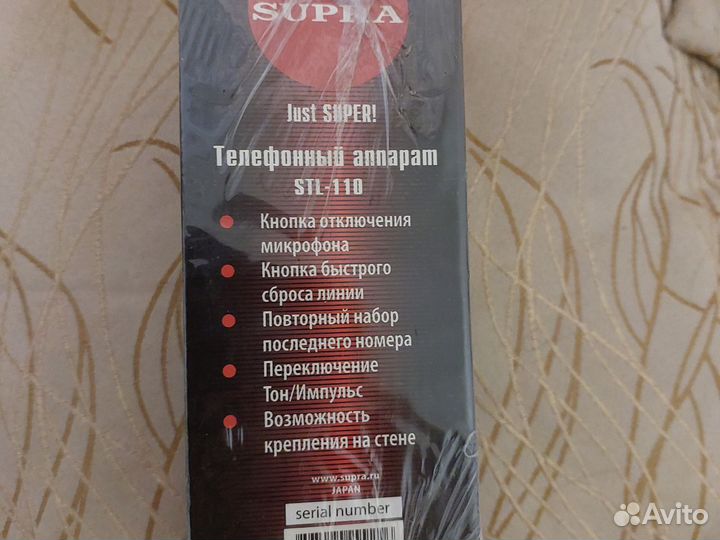 SUPRA
Just SUPER!
Телефонный аппарат
STL-110
Кнопка отключения
микрофона
Кнопка быстрого
сброса линии
Повторный набор
последнего номера
Переключение
Тон/Импульс
Возможность
крепления на стене
www.supra.ru
JAPAN
serial number
Avito